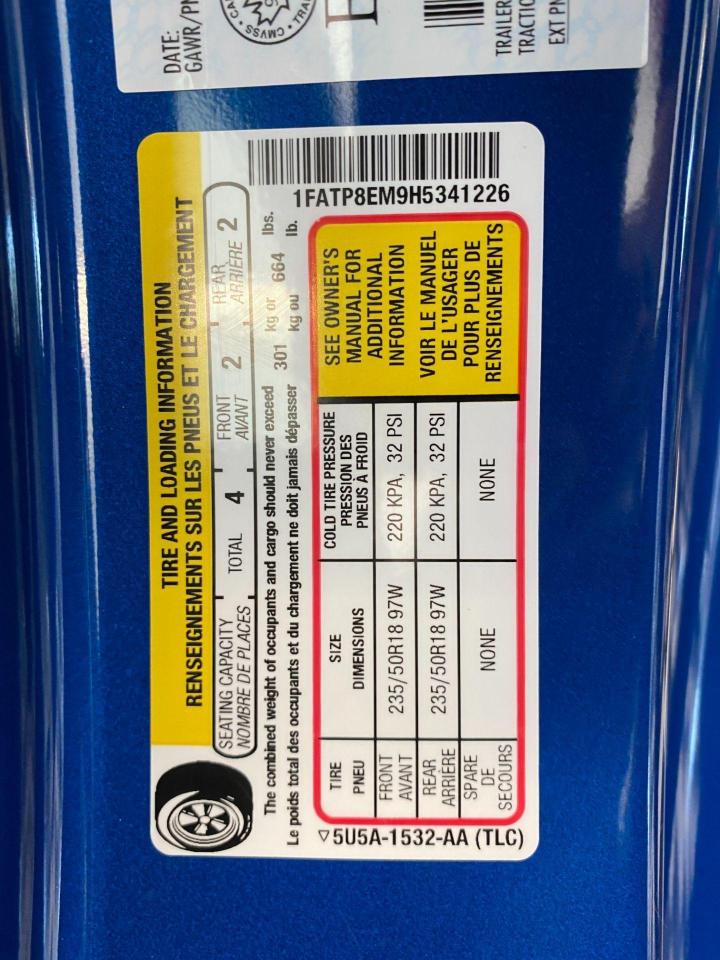 DATE:
GAWR/PN
CMVSS
TRAILER
TRACTIO
EXT PN
TIRE AND LOADING INFORMATION
RENSEIGNEMENTS SUR LES PNEUS ET LE CHARGEMENT
SEATING CAPACITY TOTAL 4 FRONT 2 REAR 2
NOMBRE DE PLACES AVANT ARRIÈRE
The combined weight of occupants and cargo should never exceed 301 kg or 664 lbs.
Le poids total des occupants et du chargement ne doit jamais dépasser kg ou lb.
1FATP8EM9H5341226
TIRE SIZE COLD TIRE PRESSURE
PNEU DIMENSIONS PRESSION DES
PNEUS À FROID
FRONT 235/50R18 97W 220 KPA, 32 PSI
AVANT
REAR 235/50R18 97W 220 KPA, 32 PSI
ARRIÈRE
SPARE NONE NONE
DE
SECOURS
SEE OWNER'S
MANUAL FOR
ADDITIONAL
INFORMATION
VOIR LE MANUEL
DE L'USAGER
POUR PLUS DE
RENSEIGNEMENTS
▽5U5A-1532-AA (TLC)